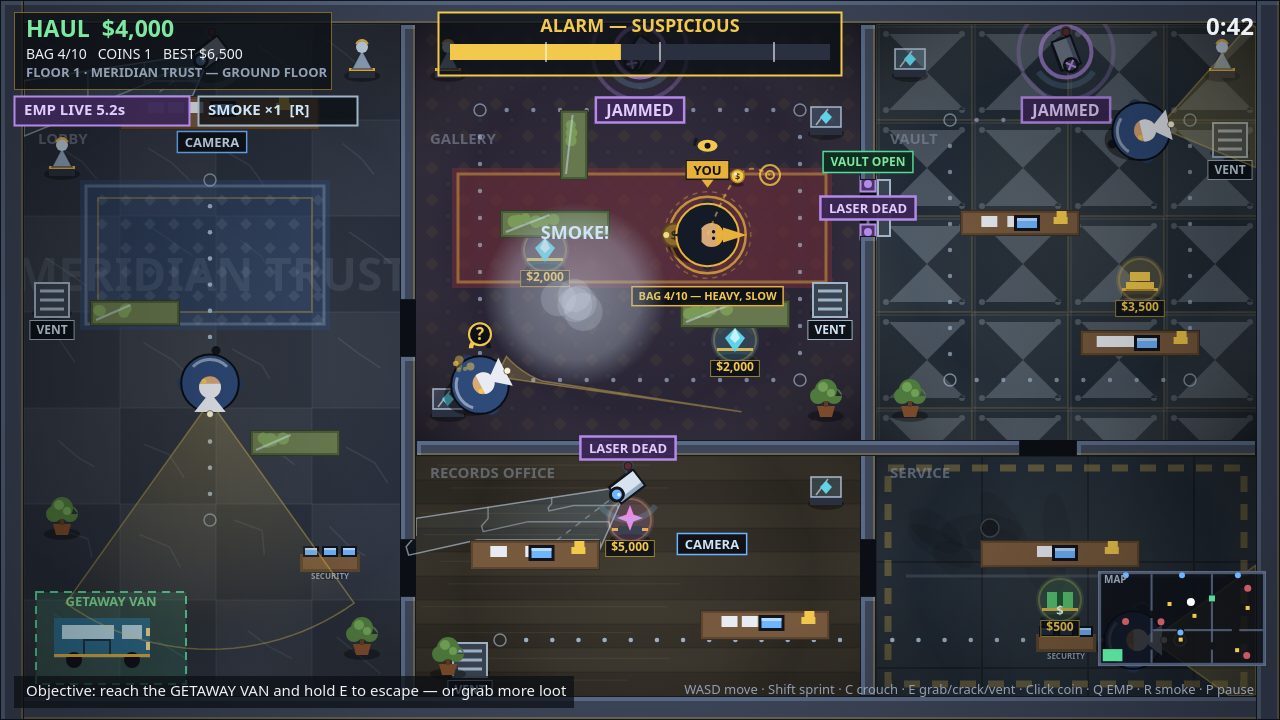 HAUL $4,000
BAG 4/10 COINS 1 BEST $6,500
FLOOR 1 · MERIDIAN TRUST — GROUND FLOOR
EMP LIVE 5.2s
SMOKE ×1 [R]
ALARM — SUSPICIOUS
0:42
JAMMED
JAMMED
LOBBY
CAMERA
GALLERY
VAULT
YOU
VAULT OPEN
VENT
LASER DEAD
SMOKE!
MERIDIAN TRUST
$2,000
BAG 4/10 — HEAVY, SLOW
$3,500
VENT
VENT
?
$2,000
LASER DEAD
RECORDS OFFICE
SERVICE
$5,000
CAMERA
SECURITY
MAP
GETAWAY VAN
$
$500
SECURITY
Objective: reach the GETAWAY VAN and hold E to escape — or grab more loot
WASD move · Shift sprint · C crouch · E grab/crack/vent · Click coin · Q EMP · R smoke · P pause